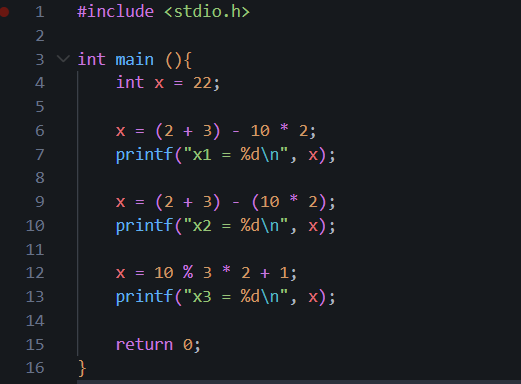 1 #include <stdio.h>
2
3 int main (){
4 int x = 22;
5
6 x = (2 + 3) - 10 * 2;
7 printf("x1 = %d\n", x);
8
9 x = (2 + 3) - (10 * 2);
10 printf("x2 = %d\n", x);
11
12 x = 10 % 3 * 2 + 1;
13 printf("x3 = %d\n", x);
14
15 return 0;
16 }